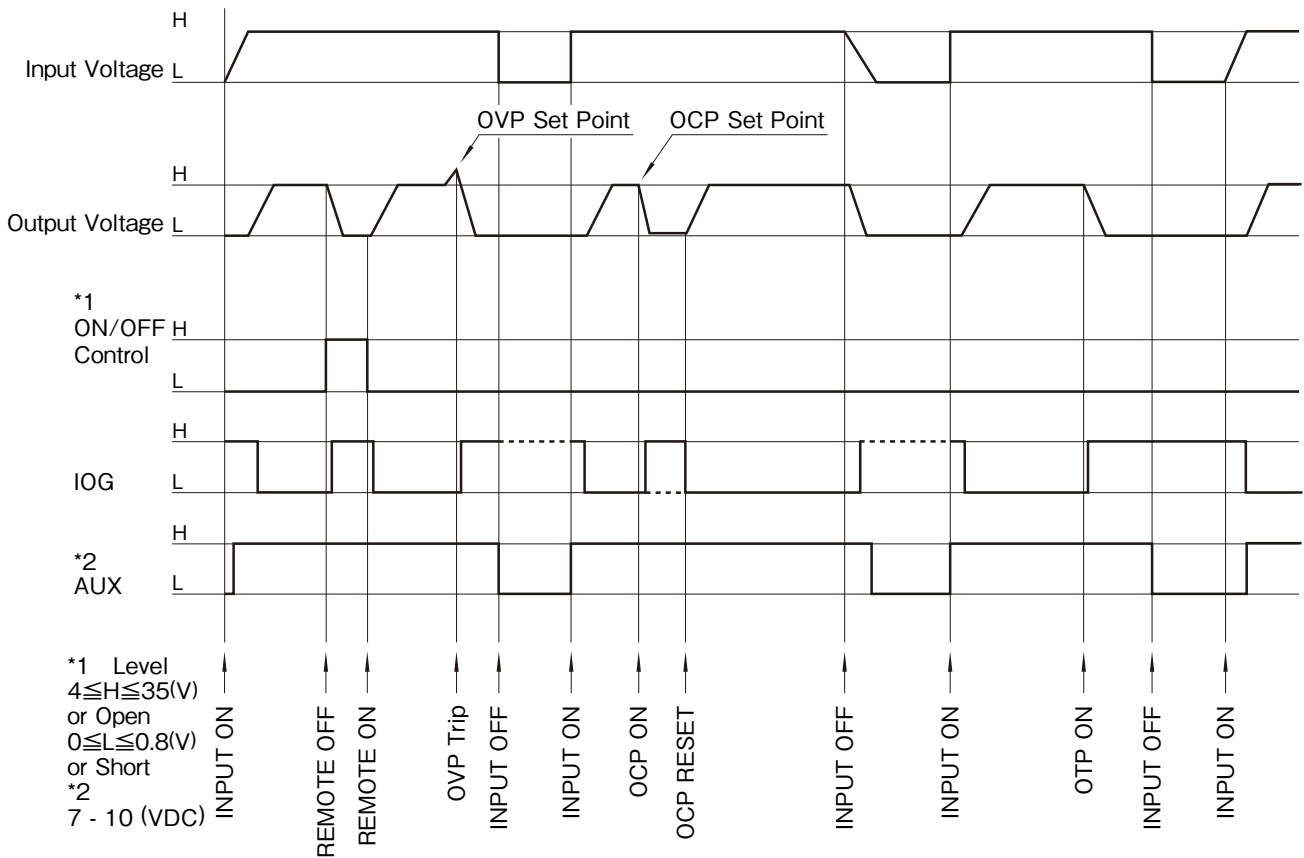 H
Input Voltage L
OVP Set Point
OCP Set Point
H
Output Voltage L
*1
ON/OFF H
Control
L
H
IOG L
H
*2
AUX L
*1 Level
4≦H≦35(V)
or Open
0≦L≦0.8(V)
or Short
*2
7 - 10 (VDC)
INPUT ON
REMOTE OFF
REMOTE ON
OVP Trip
INPUT OFF
INPUT ON
OCP ON
OCP RESET
INPUT OFF
INPUT ON
OTP ON
INPUT OFF
INPUT ON